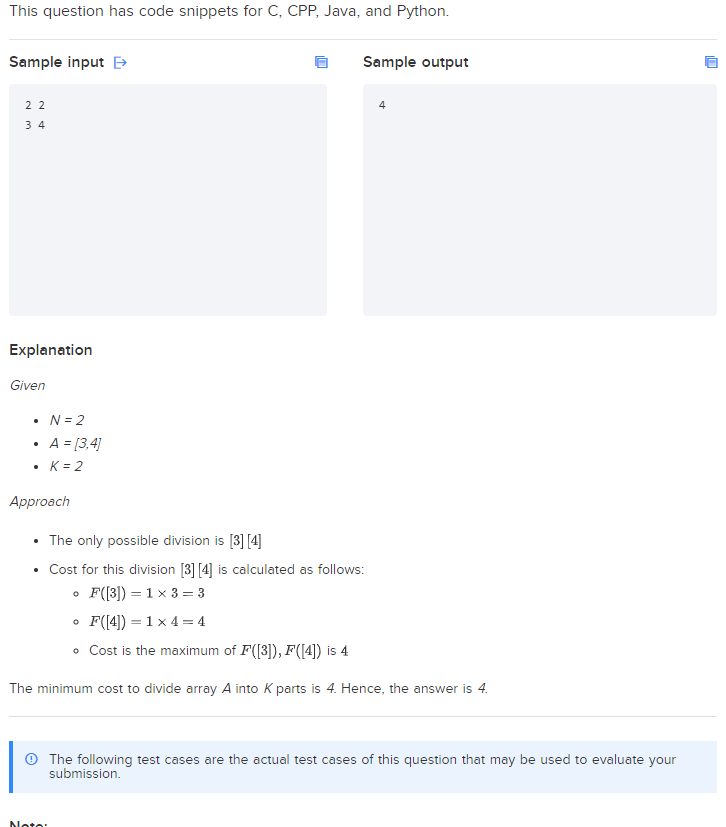 This question has code snippets for C, CPP, Java, and Python.
Sample input
Sample output
2 2
3 4
4
Explanation
Given
• N = 2
• A = [3,4]
• K = 2
Approach
• The only possible division is [3] [4]
• Cost for this division [3] [4] is calculated as follows:
◦ F([3]) = 1 × 3 = 3
◦ F([4]) = 1 × 4 = 4
◦ Cost is the maximum of F([3]), F([4]) is 4
The minimum cost to divide array A into K parts is 4. Hence, the answer is 4.
The following test cases are the actual test cases of this question that may be used to evaluate your
submission.
Note: